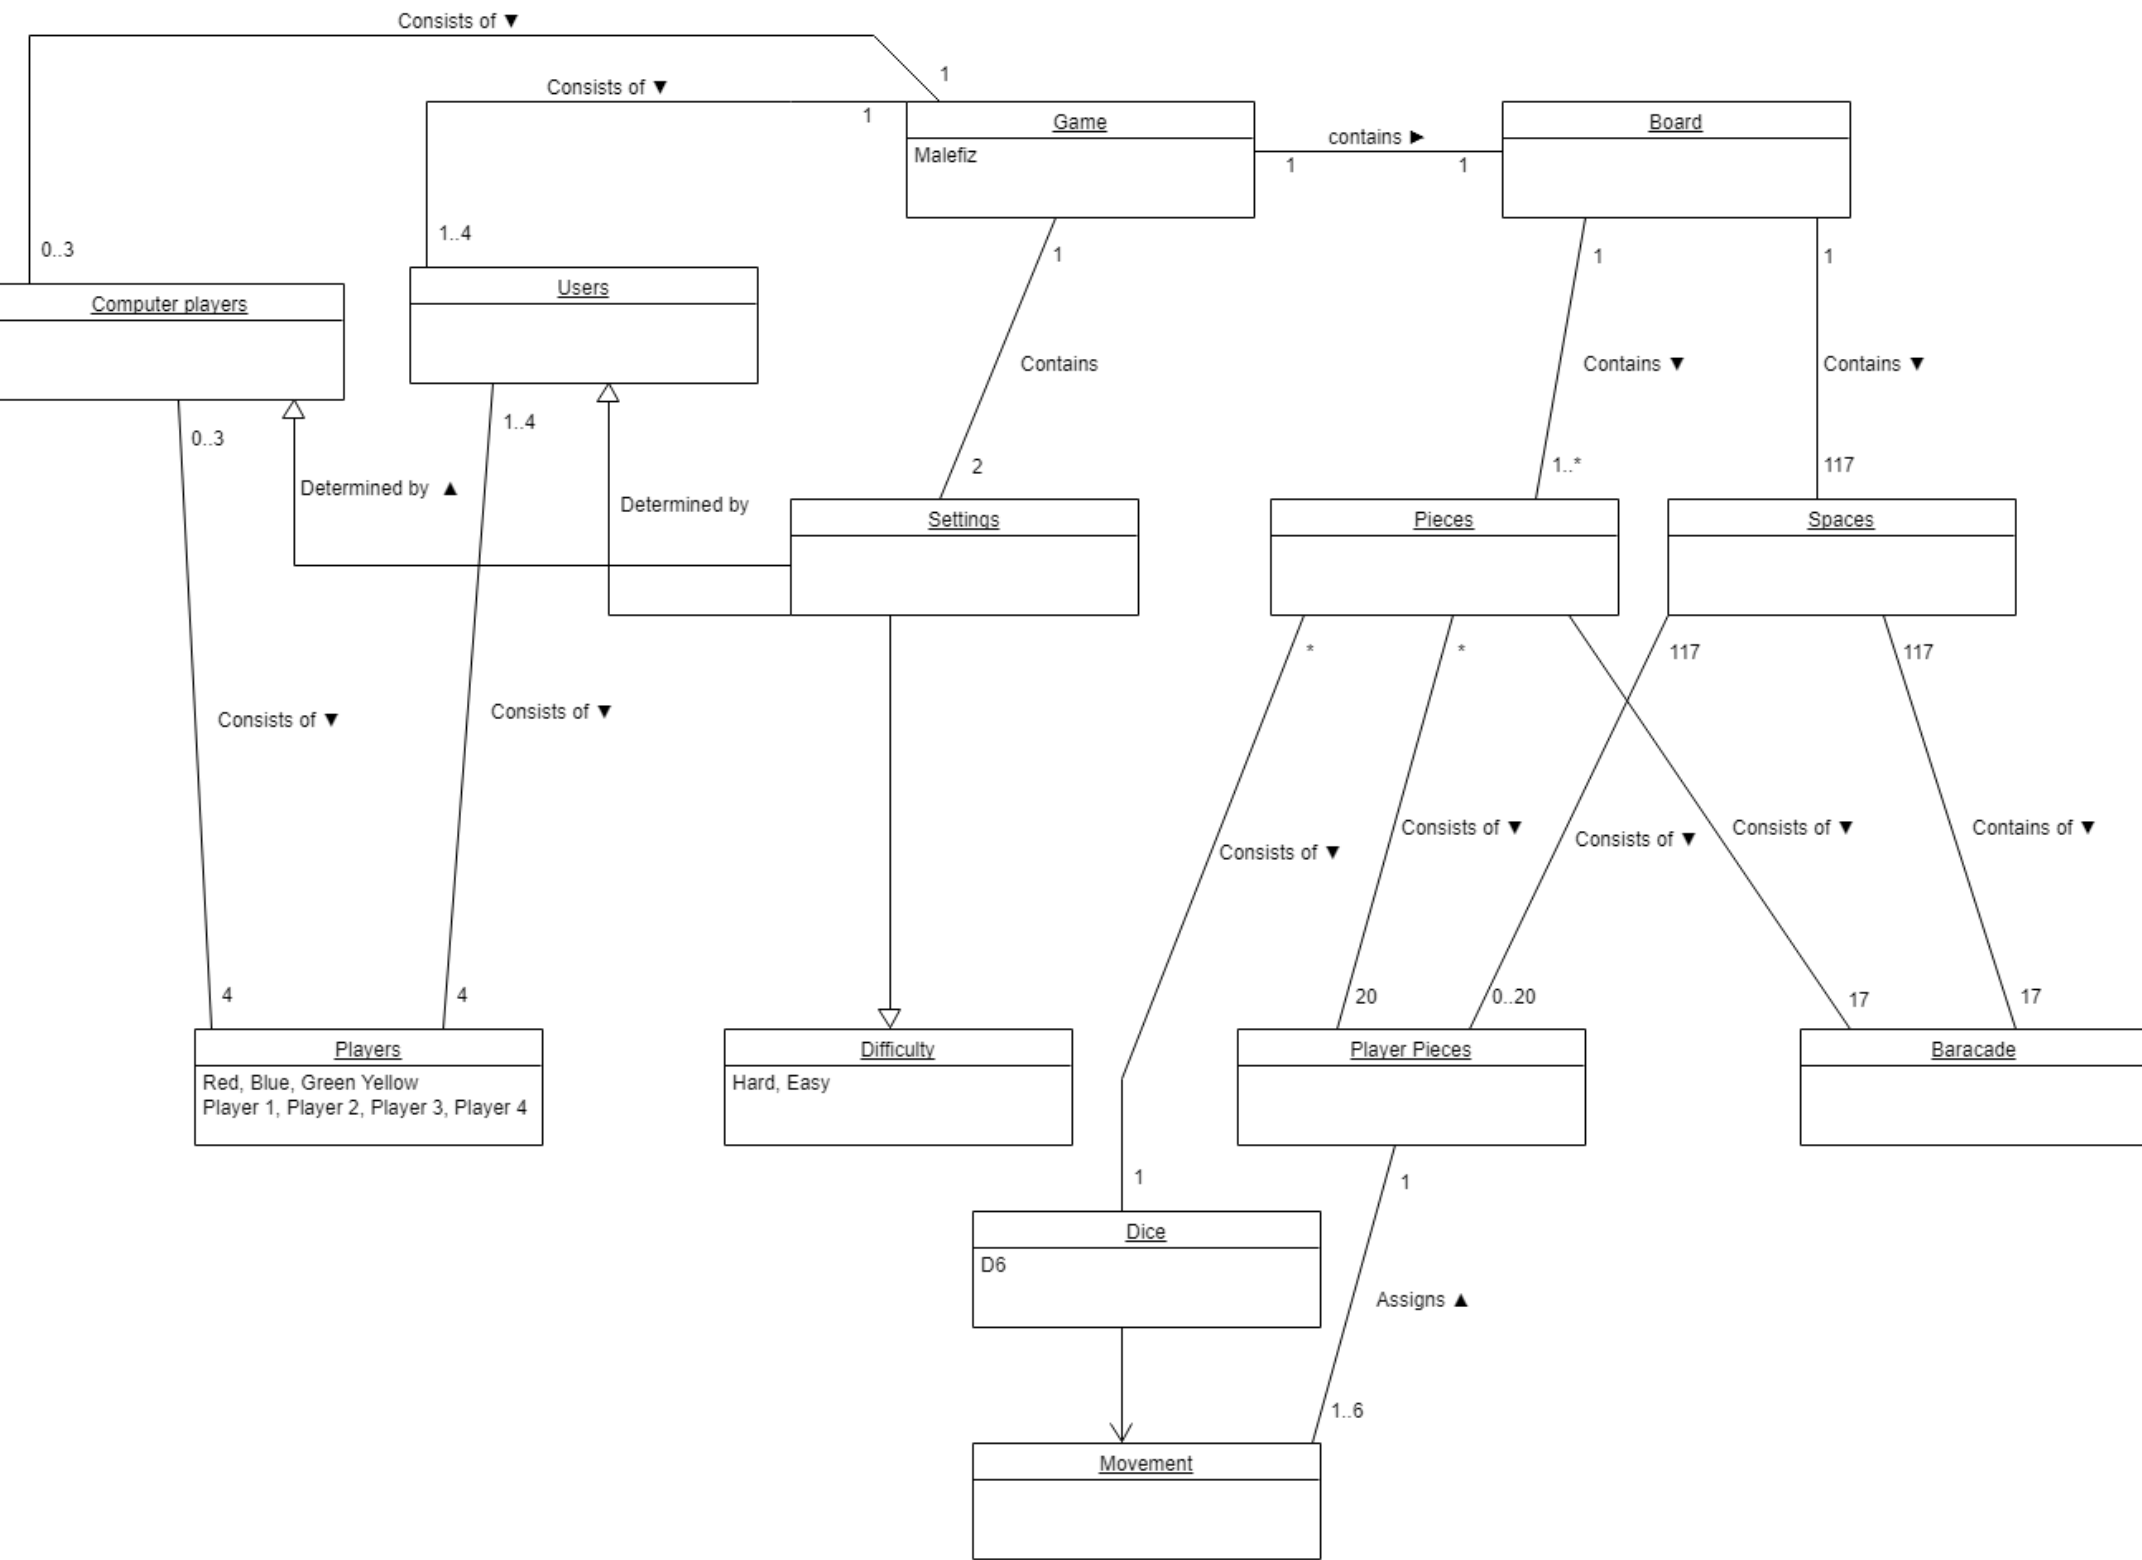 Consists of ▼
1
Consists of ▼
1
Game
Malefiz
contains ►
1
1
Board
0..3
1..4
1
1
1
Computer players
Users
Contains
Contains ▼
Contains ▼
0..3
1..4
2
1..*
117
Determined by ▲
Determined by
Settings
Pieces
Spaces
*
*
117
117
Consists of ▼
Consists of ▼
Consists of ▼
Consists of ▼
Consists of ▼
Consists of ▼
Contains of ▼
4
4
20
0..20
17
17
Players
Red, Blue, Green Yellow
Player 1, Player 2, Player 3, Player 4
Difficulty
Hard, Easy
Player Pieces
Baracade
1
1
Dice
D6
Assigns ▲
1..6
Movement